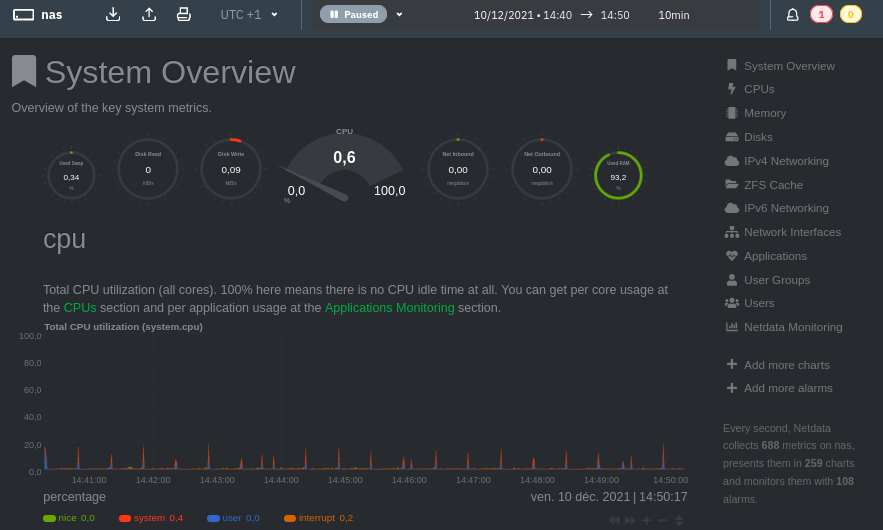 nas
UTC +1
Paused
10/12/2021 • 14:40 → 14:50
10min
1
0
System Overview
Overview of the key system metrics.
Used Swap
0,34
%
Disk Read
0
KiB/s
Disk Write
0,09
MiB/s
CPU
0,6
0,0
100,0
%
Net Inbound
0,00
megabits/s
Net Outbound
0,00
megabits/s
Used RAM
93,2
%
cpu
Total CPU utilization (all cores). 100% here means there is no CPU idle time at all. You can get per core usage at
the CPUs section and per application usage at the Applications Monitoring section.
Total CPU utilization (system.cpu)
100,0
80,0
60,0
40,0
20,0
0,0
14:41:00 14:42:00 14:43:00 14:44:00 14:45:00 14:46:00 14:47:00 14:48:00 14:49:00 14:50:00
percentage
ven. 10 déc. 2021 | 14:50:17
nice 0,0 system 0,4 user 0,0 interrupt 0,2
System Overview
CPUs
Memory
Disks
IPv4 Networking
ZFS Cache
IPv6 Networking
Network Interfaces
Applications
User Groups
Users
Netdata Monitoring
Add more charts
Add more alarms
Every second, Netdata
collects 688 metrics on nas,
presents them in 259 charts
and monitors them with 108
alarms.